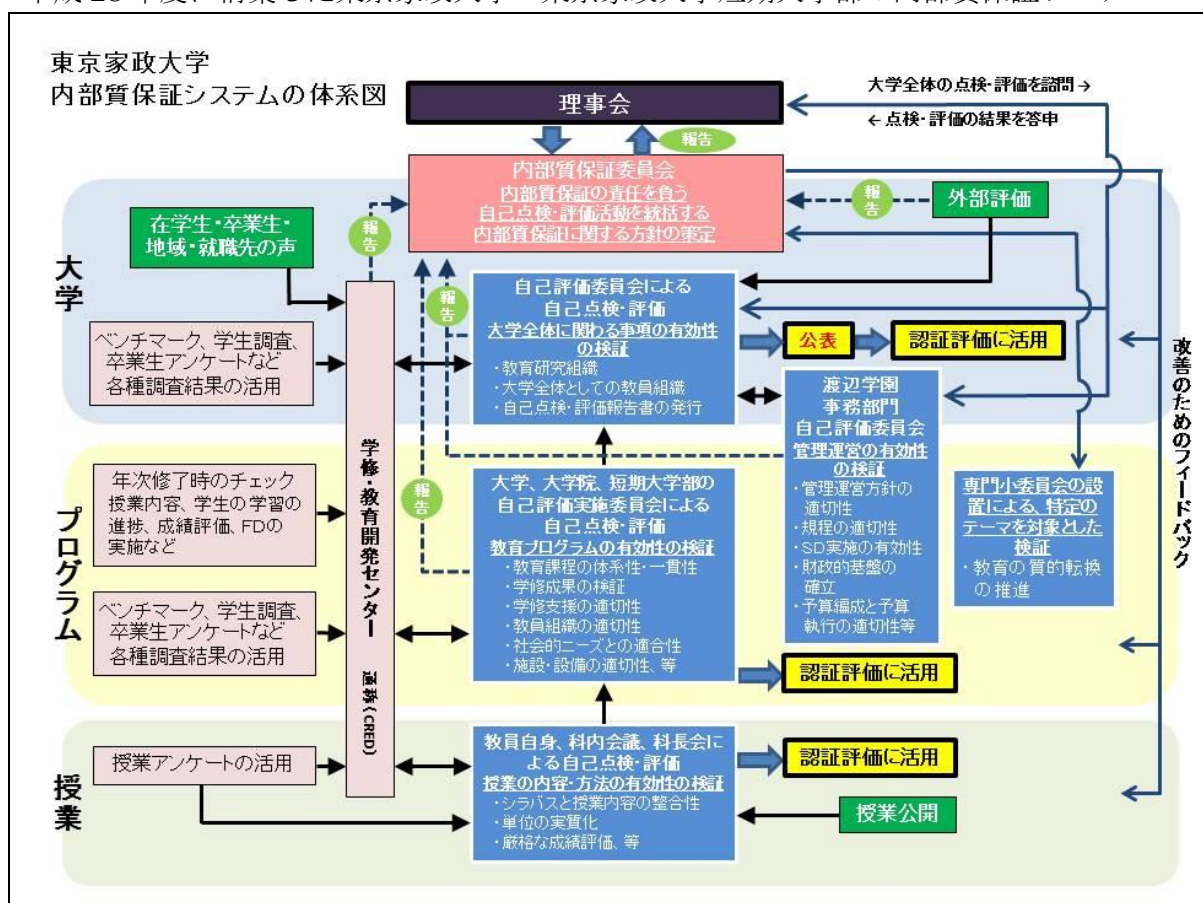 東京家政大学
内部質保証システムの体系図
理事会
大学全体の点検・評価を諮問→
←点検・評価の結果を答申
報告
内部質保証委員会
内部質保証の責任を負う
自己点検・評価活動を統括する
内部質保証に関する方針の策定
報告
外部評価
在学生・卒業生・
地域・就職先の声
報告
大学
自己評価委員会による
自己点検・評価
大学全体に関わる事項の有効性
の検証
・教育研究組織
・大学全体としての教員組織
・自己点検・評価報告書の発行
報告
公表
認証評価に活用
ベンチマーク、学生調査、
卒業生アンケートなど
各種調査結果の活用
学修・教育開発センター
(CRED)
渡辺学園
事務部門
自己評価委員会
管理運営の有効性
の検証
・管理運営方針の
適切性
・規程の適切性
・SD実施の有効性
・財政的基盤の
確立
・予算編成と予算
執行の適切性等
改善のためのフィードバック
プログラム
年次修了時のチェック
授業内容、学生の学習の
進捗、成績評価、FDの
実施など
報告
大学、大学院、短期大学部の
自己評価実施委員会による
自己点検・評価
教育プログラムの有効性の検証
・教育課程の体系性・一貫性
・学修成果の検証
・学修支援の適切性
・教員組織の適切性
・社会的ニーズとの適合性
・施設・設備の適切性、等
専門小委員会の設
置による、特定の
テーマを対象とした
検証
・教育の質的転換
の推進
ベンチマーク、学生調査、
卒業生アンケートなど
各種調査結果の活用
認証評価に活用
授業
授業アンケートの活用
教員自身、科内会議、科長会に
よる自己点検・評価
授業の内容・方法の有効性の検証
・シラバスと授業内容の整合性
・単位の実質化
・厳格な成績評価、等
認証評価に活用
授業公開